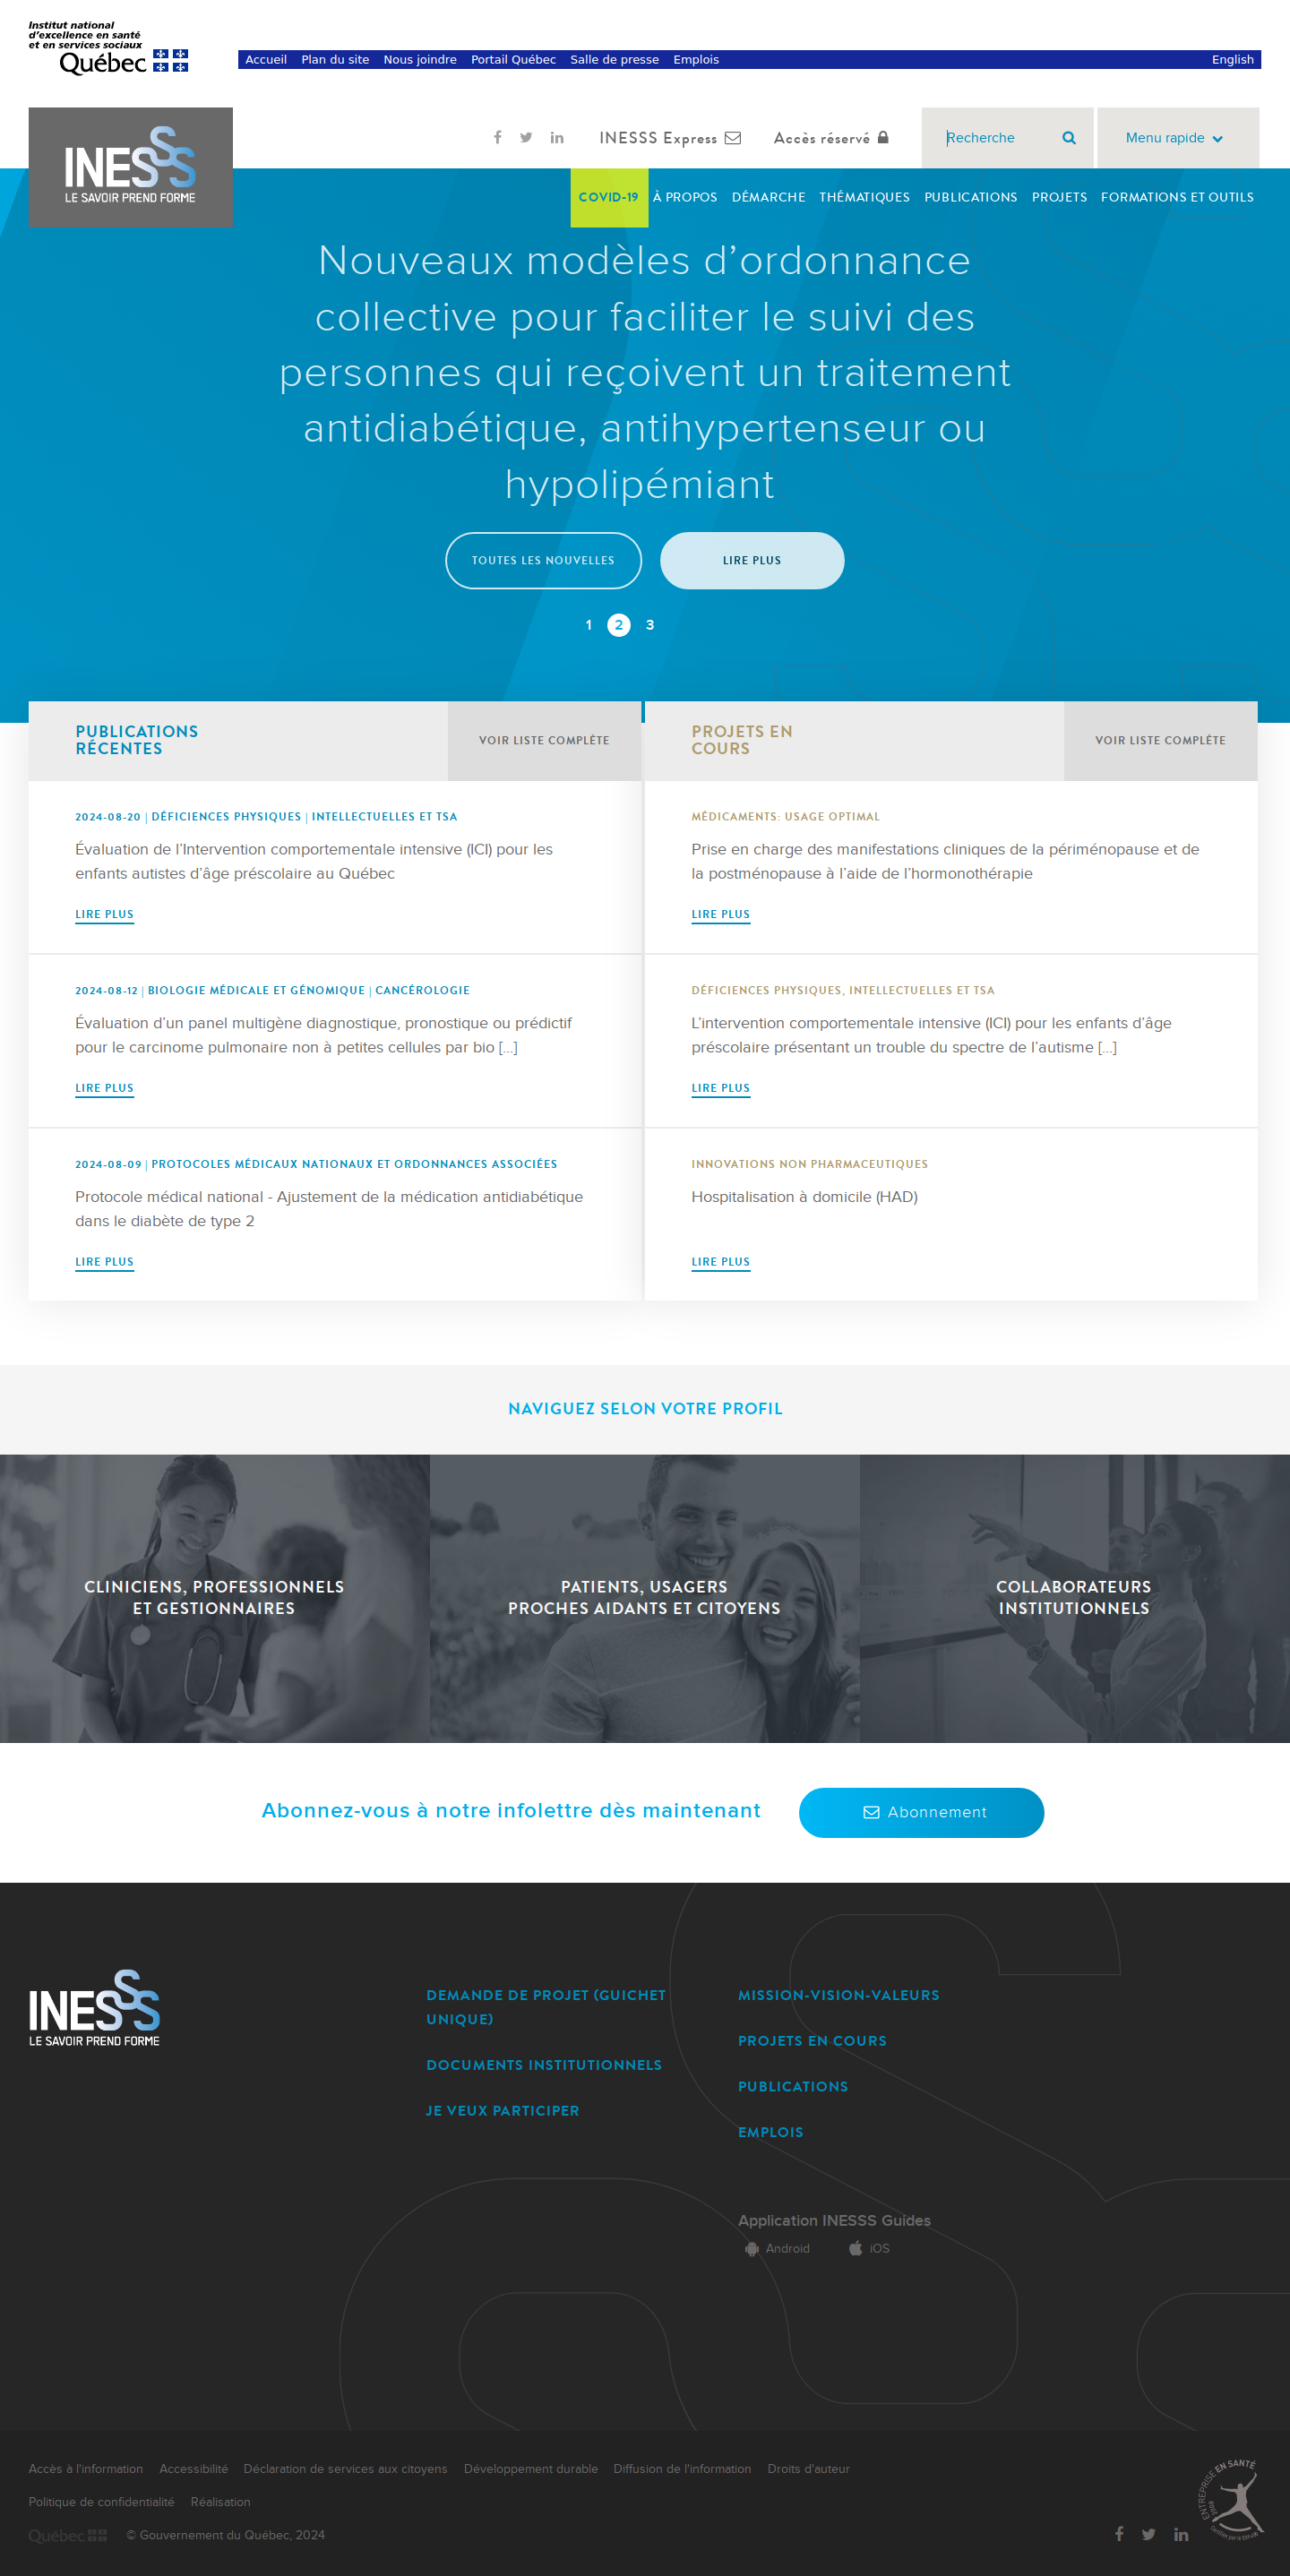 Institut national
d'excellence en santé
et en services sociaux
Québec
Accueil Plan du site Nous joindre Portail Québec Salle de presse Emplois English
INESSS
LE SAVOIR PREND FORME
INESSS Express Accès réservé Recherche Menu rapide
COVID-19 À PROPOS DÉMARCHE THÉMATIQUES PUBLICATIONS PROJETS FORMATIONS ET OUTILS
Nouveaux modèles d’ordonnance
collective pour faciliter le suivi des
personnes qui reçoivent un traitement
antidiabétique, antihypertenseur ou
hypolipémiant
TOUTES LES NOUVELLES LIRE PLUS
1 2 3
PUBLICATIONS
RÉCENTES
VOIR LISTE COMPLÈTE
2024-08-20 | DÉFICIENCES PHYSIQUES | INTELLECTUELLES ET TSA
Évaluation de l’Intervention comportementale intensive (ICI) pour les
enfants autistes d’âge préscolaire au Québec
LIRE PLUS
2024-08-12 | BIOLOGIE MÉDICALE ET GÉNOMIQUE | CANCÉROLOGIE
Évaluation d’un panel multigène diagnostique, pronostique ou prédictif
pour le carcinome pulmonaire non à petites cellules par bio [...]
LIRE PLUS
2024-08-09 | PROTOCOLES MÉDICAUX NATIONAUX ET ORDONNANCES ASSOCIÉES
Protocole médical national - Ajustement de la médication antidiabétique
dans le diabète de type 2
LIRE PLUS
PROJETS EN
COURS
VOIR LISTE COMPLÈTE
MÉDICAMENTS: USAGE OPTIMAL
Prise en charge des manifestations cliniques de la périménopause et de
la postménopause à l’aide de l’hormonothérapie
LIRE PLUS
DÉFICIENCES PHYSIQUES, INTELLECTUELLES ET TSA
L’intervention comportementale intensive (ICI) pour les enfants d’âge
préscolaire présentant un trouble du spectre de l’autisme [...]
LIRE PLUS
INNOVATIONS NON PHARMACEUTIQUES
Hospitalisation à domicile (HAD)
LIRE PLUS
NAVIGUEZ SELON VOTRE PROFIL
CLINICIENS, PROFESSIONNELS
ET GESTIONNAIRES
PATIENTS, USAGERS
PROCHES AIDANTS ET CITOYENS
COLLABORATEURS
INSTITUTIONNELS
Abonnez-vous à notre infolettre dès maintenant Abonnement
INESSS
LE SAVOIR PREND FORME
DEMANDE DE PROJET (GUICHET
UNIQUE)
DOCUMENTS INSTITUTIONNELS
JE VEUX PARTICIPER
MISSION-VISION-VALEURS
PROJETS EN COURS
PUBLICATIONS
EMPLOIS
Application INESSS Guides
Android iOS
Accès à l'information Accessibilité Déclaration de services aux citoyens Développement durable Diffusion de l'information Droits d'auteur
Politique de confidentialité Réalisation
Québec © Gouvernement du Québec, 2024
ENTREPRISE EN SANTÉ